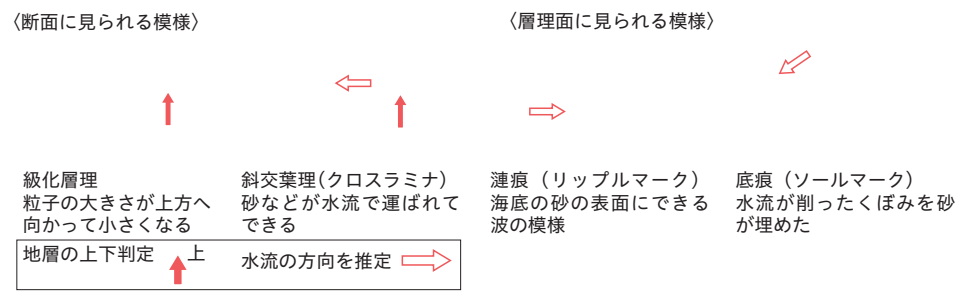 〈断面に見られる模様〉
〈層理面に見られる模様〉
級化層理
粒子の大きさが上方へ
向かって小さくなる
斜交葉理(クロスラミナ)
砂などが水流で運ばれて
できる
漣痕（リップルマーク）
海底の砂の表面にできる
波の模様
底痕（ソールマーク）
水流が削ったくぼみを砂
が埋めた
地層の上下判定 上
水流の方向を推定